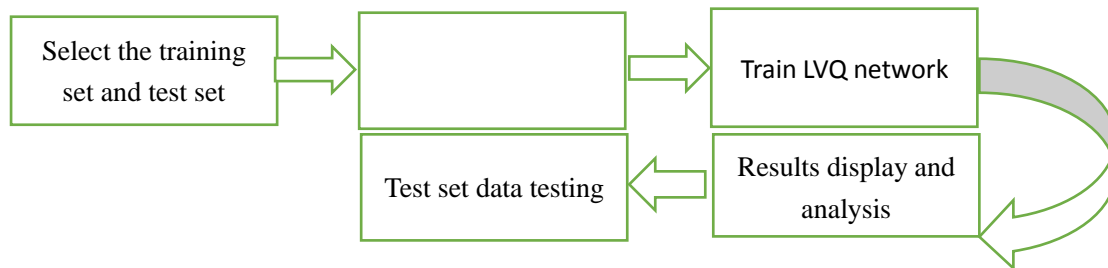 Select the training
set and test set
Train LVQ network
Results display and
analysis
Test set data testing